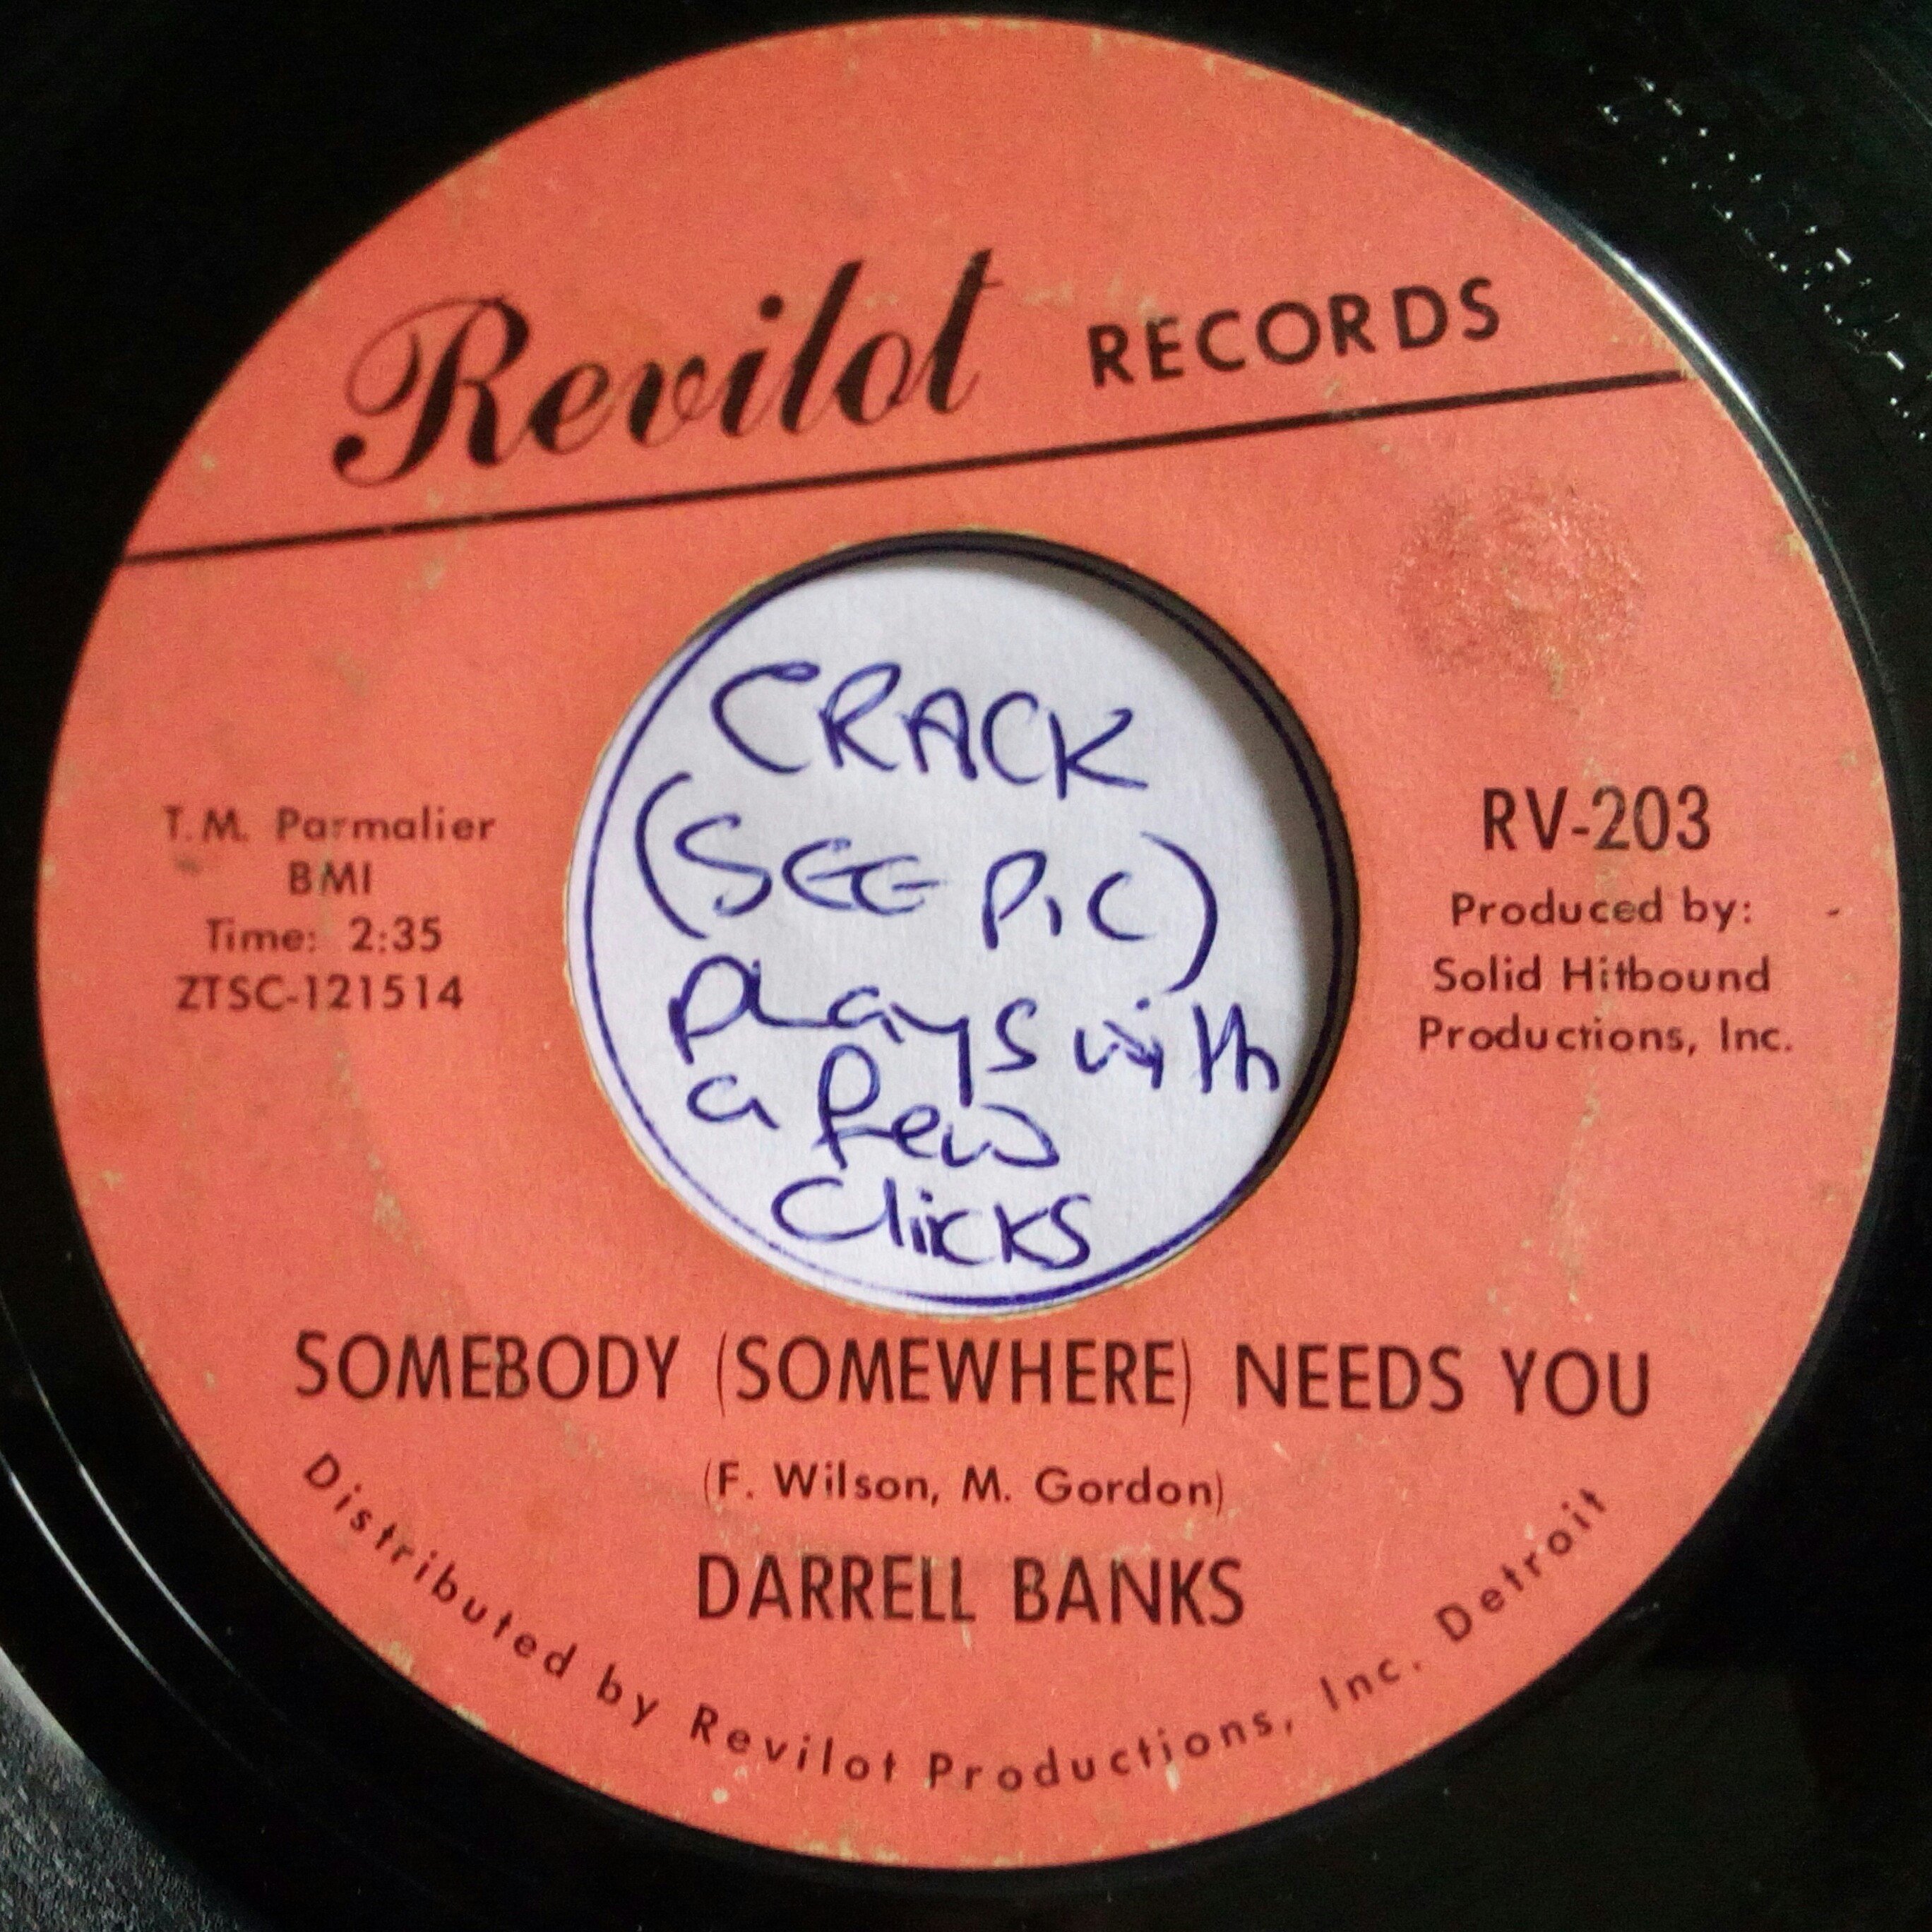 Revilot RECORDS
CRACK
(SEE PIC)
Plays with
a few
Clicks
T.M. Parmalier
BMI
Time: 2:35
ZTSC-121514
RV-203
Produced by:
Solid Hitbound
Productions, Inc.
SOMEBODY (SOMEWHERE) NEEDS YOU
(F. Wilson, M. Gordon)
DARRELL BANKS
Distributed by Revilot Productions, Inc. Detroit